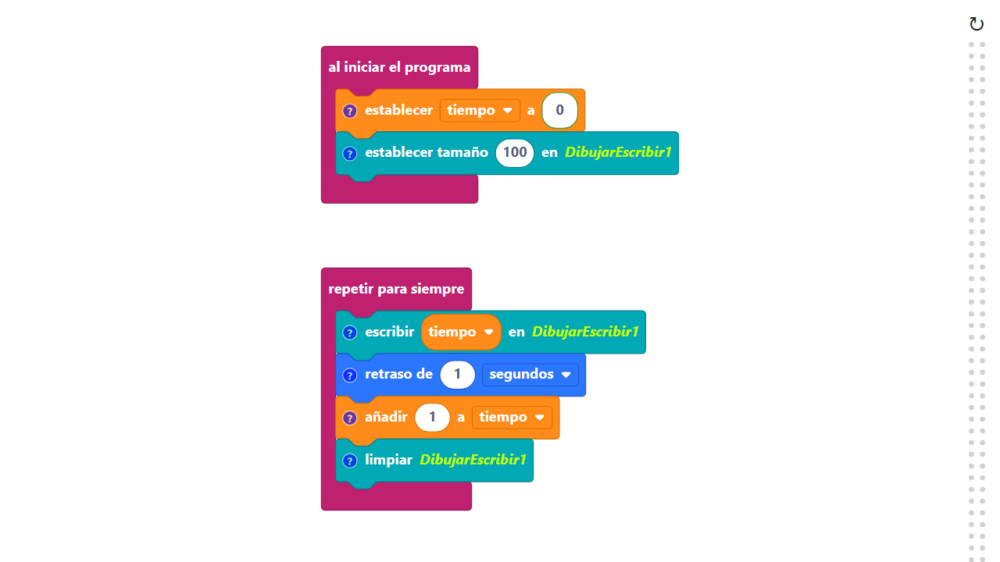 al iniciar el programa
? establecer tiempo a 0
? establecer tamaño 100 en DibujarEscribir1
repetir para siempre
? escribir tiempo en DibujarEscribir1
? retraso de 1 segundos
? añadir 1 a tiempo
? limpiar DibujarEscribir1